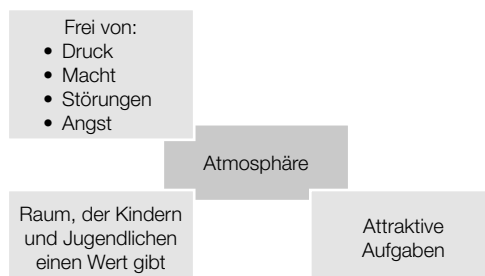 Frei von:
• Druck
• Macht
• Störungen
• Angst
Atmosphäre
Raum, der Kindern
und Jugendlichen
einen Wert gibt
Attraktive
Aufgaben